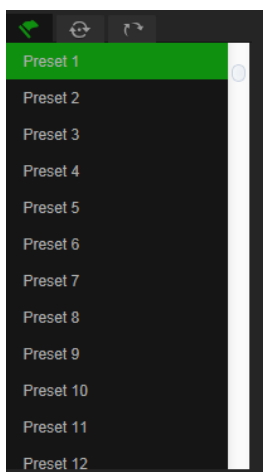 Preset 1
Preset 2
Preset 3
Preset 4
Preset 5
Preset 6
Preset 7
Preset 8
Preset 9
Preset 10
Preset 11
Preset 12